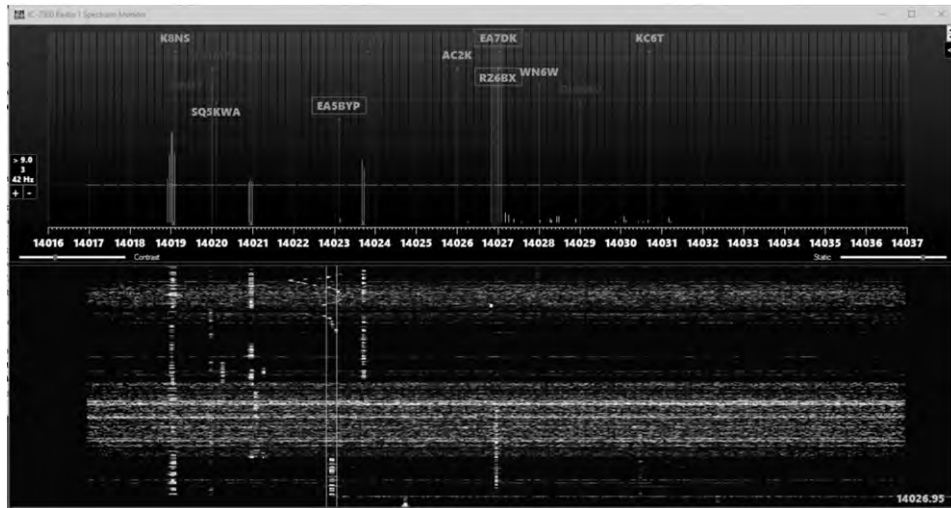 IC-7300 Radio 1 Spectrum Monitor
K8NS EA7DK KC6T
AC2K
WN6W
RZ6BX
EA5BYP
SQ5KWA
> 9.0
3
42 Hz
+ -
14016 14017 14018 14019 14020 14021 14022 14023 14024 14025 14026 14027 14028 14029 14030 14031 14032 14033 14034 14035 14036 14037
Contrast Static
14026.95